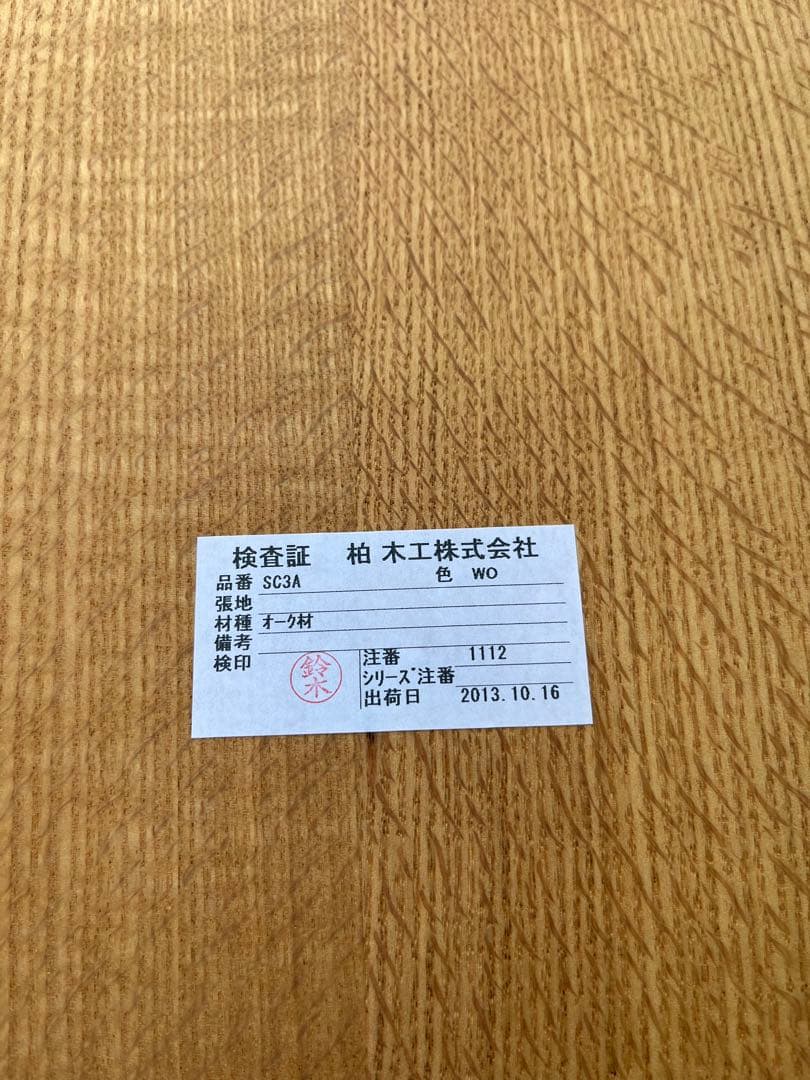 検査証 柏木工株式会社
品番 SC3A 色 WO
張地
材種 オーク材
備考
検印 鈴木
注番 1112
シリーズ注番
出荷日 2013.10.16